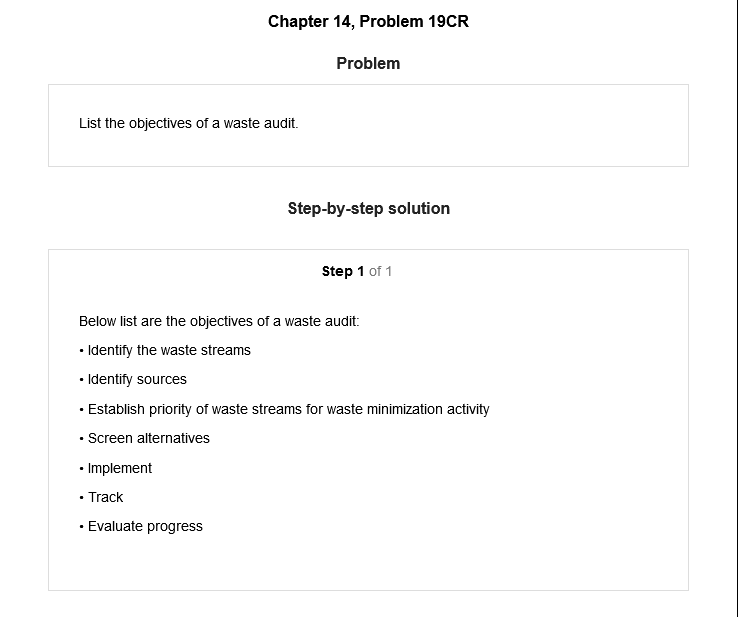 Chapter 14, Problem 19CR
Problem
List the objectives of a waste audit.
Step-by-step solution
Step 1 of 1
Below list are the objectives of a waste audit:
• Identify the waste streams
• Identify sources
• Establish priority of waste streams for waste minimization activity
• Screen alternatives
• Implement
• Track
• Evaluate progress